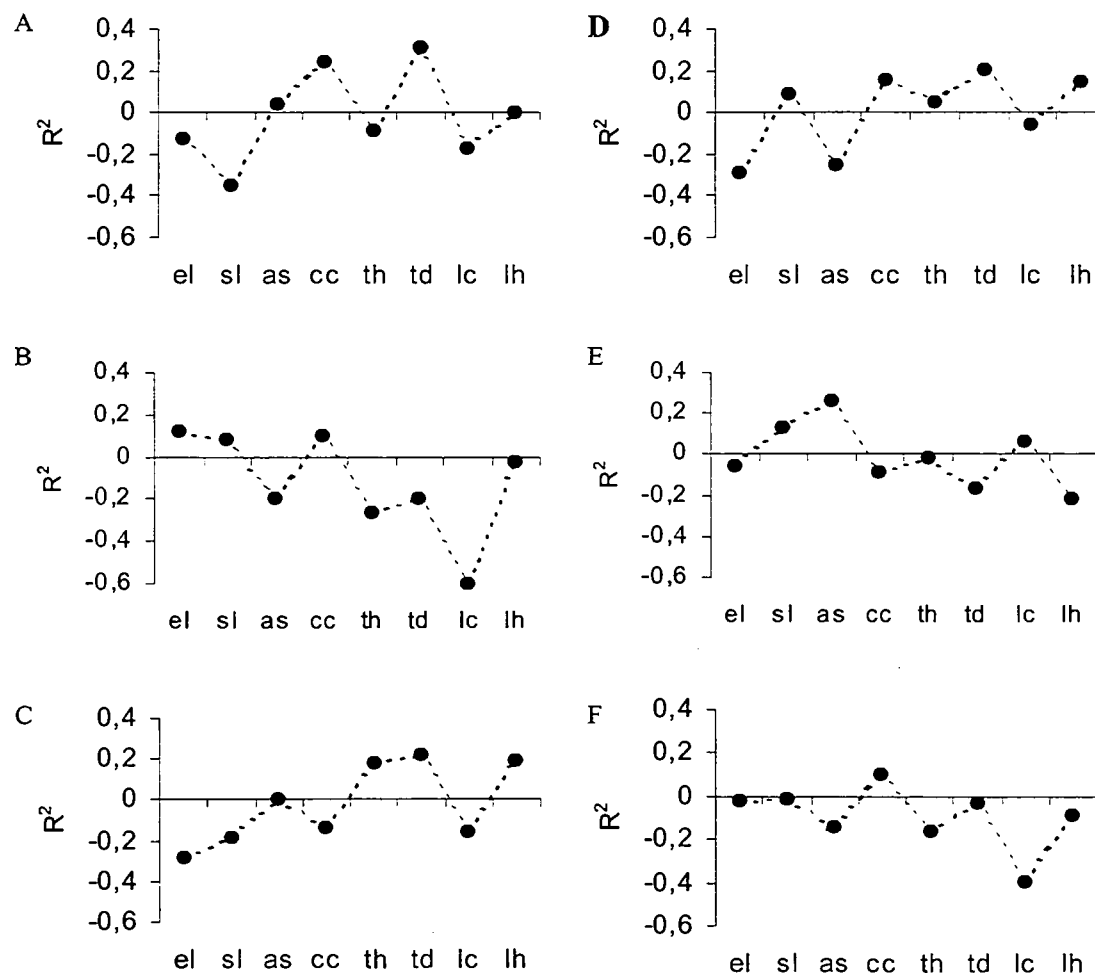 A
0,4
0,2
0
-0,2
-0,4
-0,6
R²
el sl as cc th td lc lh
D
0,4
0,2
0
-0,2
-0,4
-0,6
R²
el sl as cc th td lc lh
B
0,4
0,2
0
-0,2
-0,4
-0,6
R²
el sl as cc th td lc lh
E
0,4
0,2
0
-0,2
-0,4
-0,6
R²
el sl as cc th td lc lh
C
0,4
0,2
0
-0,2
-0,4
-0,6
R²
el sl as cc th td lc lh
F
0,4
0,2
0
-0,2
-0,4
-0,6
R²
el sl as cc th td lc lh